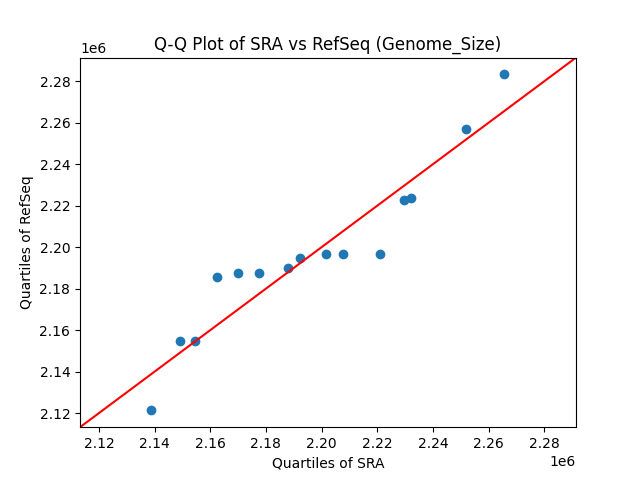 Q-Q Plot of SRA vs RefSeq (Genome_Size)
1e6
2.28
2.26
2.24
2.22
2.20
2.18
2.16
2.14
2.12
Quartiles of RefSeq
2.12 2.14 2.16 2.18 2.20 2.22 2.24 2.26 2.28
Quartiles of SRA
1e6